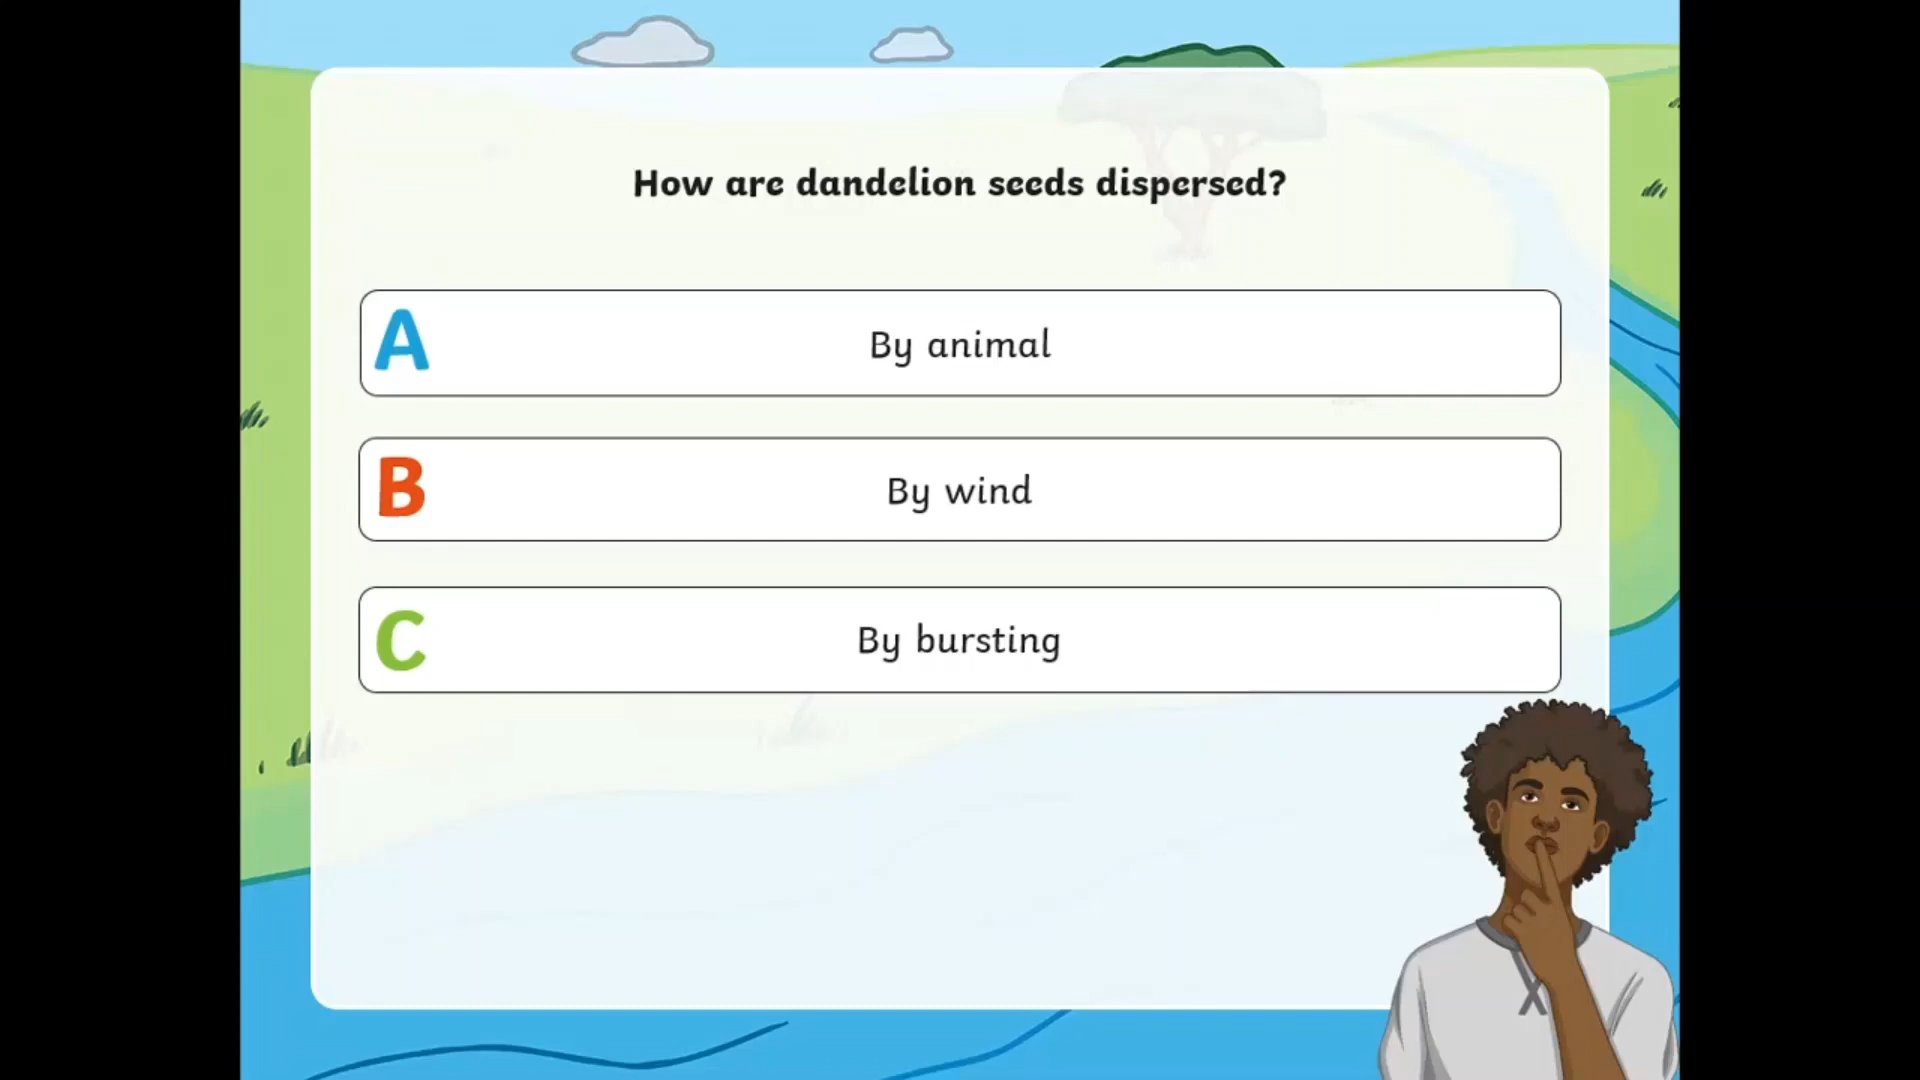 How are dandelion seeds dispersed?
A By animal
B By wind
C By bursting